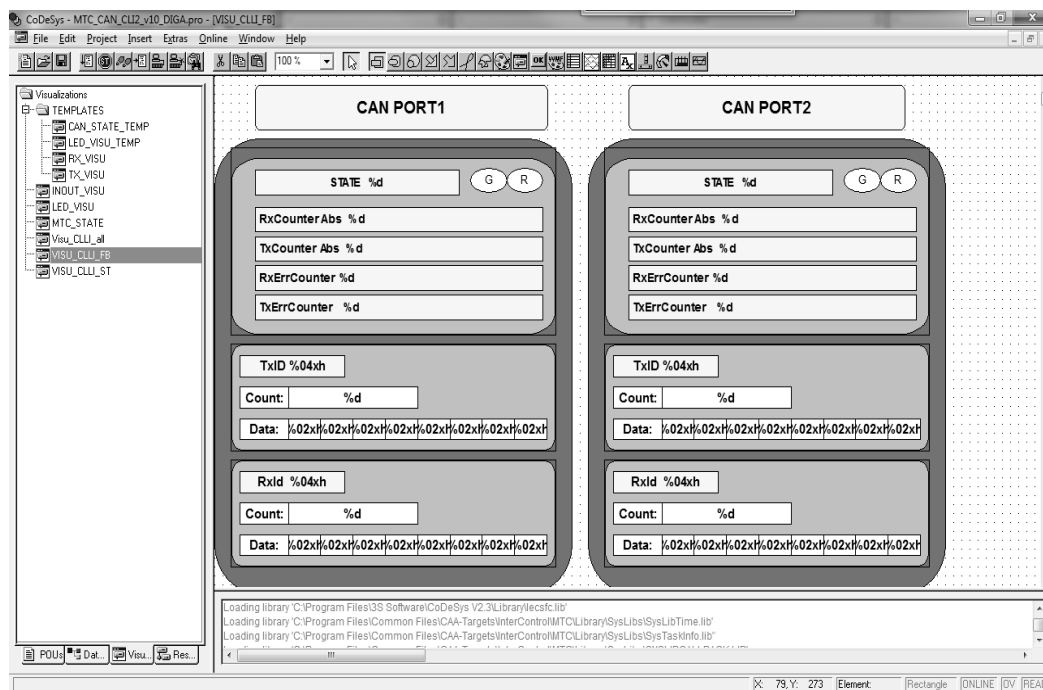 CoDeSys - MTC_CAN_CLI2_v10_DIGA.pro - [VISU_CLLI_FB]
File Edit Project Insert Extras Online Window Help
100 %
Visualizations
TEMPLATES
CAN_STATE_TEMP
LED_VISU_TEMP
RX_VISU
TX_VISU
INOUT_VISU
LED_VISU
MTC_STATE
Visu_CLLI_all
VISU_CLLI_FB
VISU_CLLI_ST
CAN PORT1
STATE %d
G R
RxCounterAbs %d
TxCounter Abs %d
RxErrCounter %d
TxErrCounter %d
TxID %04xh
Count: %d
Data: %02xh %02xh %02xh %02xh %02xh %02xh %02xh %02xh
RxId %04xh
Count: %d
Data: %02xh %02xh %02xh %02xh %02xh %02xh %02xh %02xh
CAN PORT2
STATE %d
G R
RxCounterAbs %d
TxCounter Abs %d
RxErrCounter %d
TxErrCounter %d
TxID %04xh
Count: %d
Data: %02xh %02xh %02xh %02xh %02xh %02xh %02xh %02xh
RxId %04xh
Count: %d
Data: %02xh %02xh %02xh %02xh %02xh %02xh %02xh %02xh
Loading library 'C:\Program Files\3S Software\CoDeSys V2.3\Library\Iecsfc.lib'
Loading library 'C:\Program Files\Common Files\CAA-Targets\InterControl\MTC\Library\SysLibs\SysLibTime.lib'
Loading library 'C:\Program Files\Common Files\CAA-Targets\InterControl\MTC\Library\SysLibs\SysTaskInfo.lib'
POUs Dat... Visu... Res...
X: 79, Y: 273 Element: Rectangle ONLINE OV READ